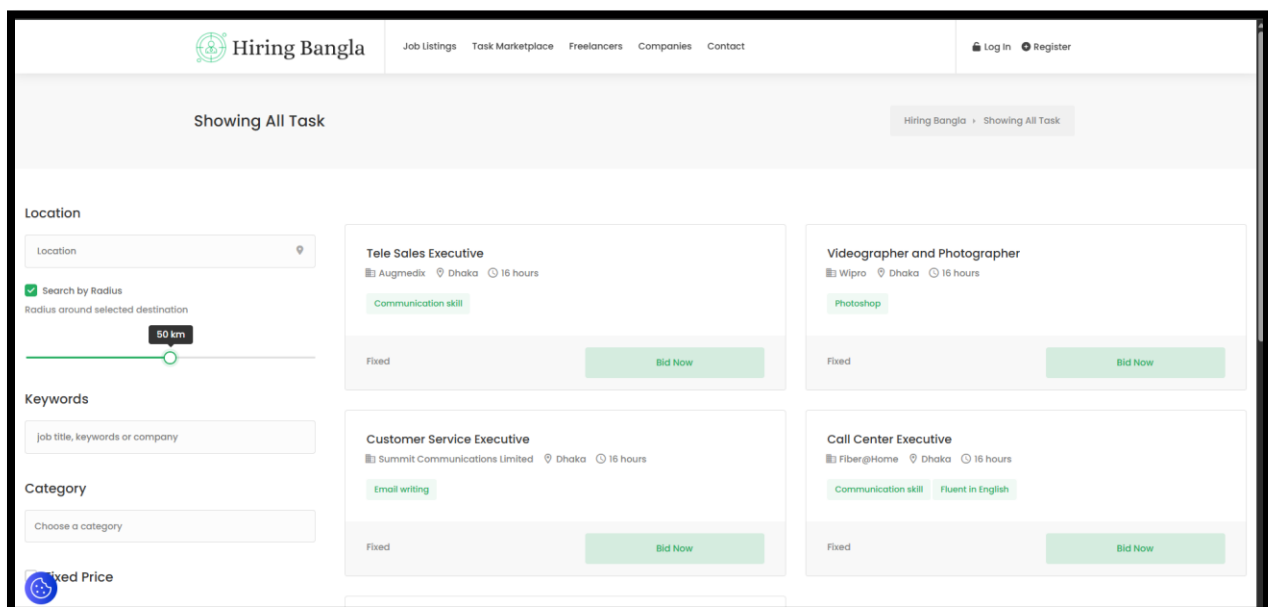 Hiring Bangla
Job Listings Task Marketplace Freelancers Companies Contact
Log In Register
Showing All Task
Hiring Bangla › Showing All Task
Location
Location
Search by Radius
Radius around selected destination
50 km
Keywords
job title, keywords or company
Category
Choose a category
xed Price
Tele Sales Executive
Augmedix Dhaka 16 hours
Communication skill
Fixed
Bid Now
Videographer and Photographer
Wipro Dhaka 16 hours
Photoshop
Fixed
Bid Now
Customer Service Executive
Summit Communications Limited Dhaka 16 hours
Email writing
Fixed
Bid Now
Call Center Executive
Fiber@Home Dhaka 16 hours
Communication skill Fluent in English
Fixed
Bid Now